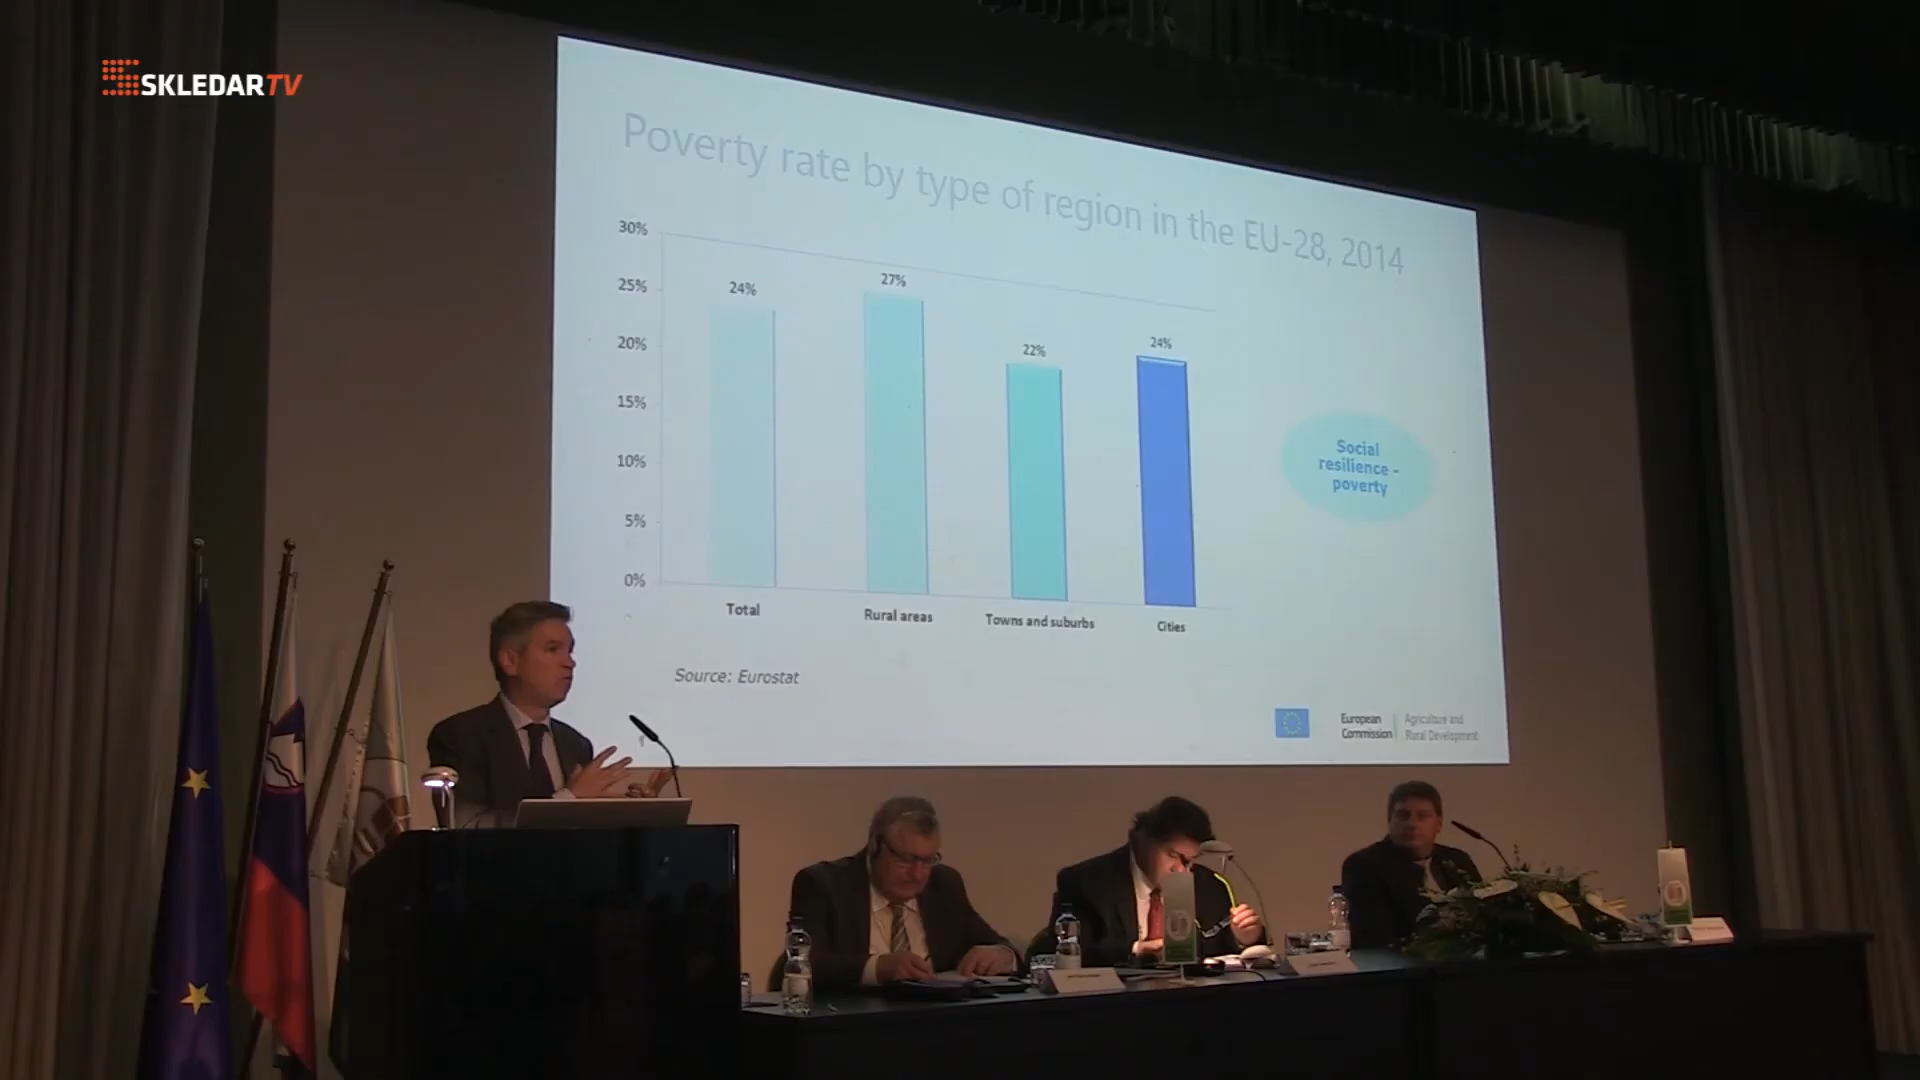 SKLEDARTV
Poverty rate by type of region in the EU-28, 2014
30%
25%
20%
15%
10%
5%
0%
24%
27%
22%
24%
Total
Rural areas
Towns and suburbs
Cities
Social
resilience -
poverty
Source: Eurostat
European
Commission
Agriculture and
Rural Development